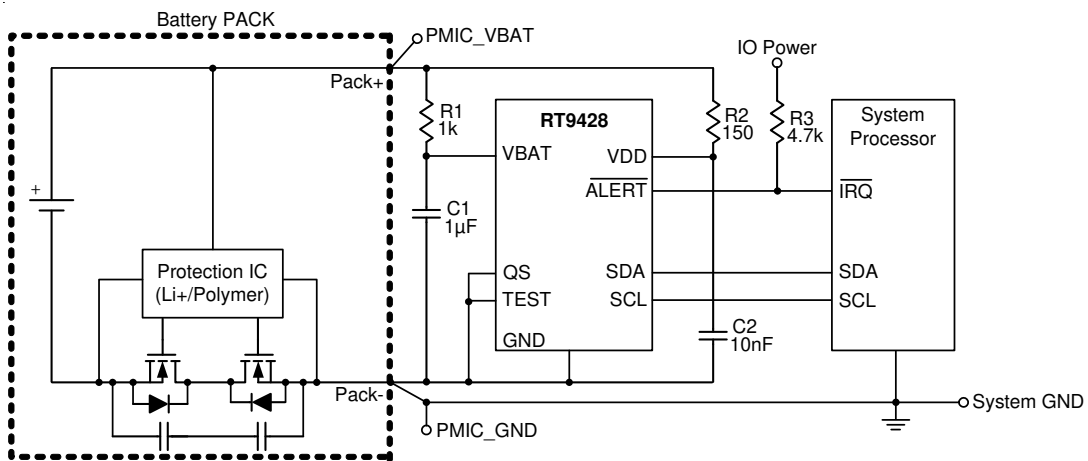 Battery PACK
PMIC_VBAT
Pack+
IO Power
R1
1k
RT9428
R2
150
R3
4.7k
System
Processor
VBAT
VDD
ALERT
IRQ
+
C1
1µF
Protection IC
(Li+/Polymer)
QS
SDA
SDA
TEST
SCL
SCL
GND
C2
10nF
Pack-
PMIC_GND
System GND